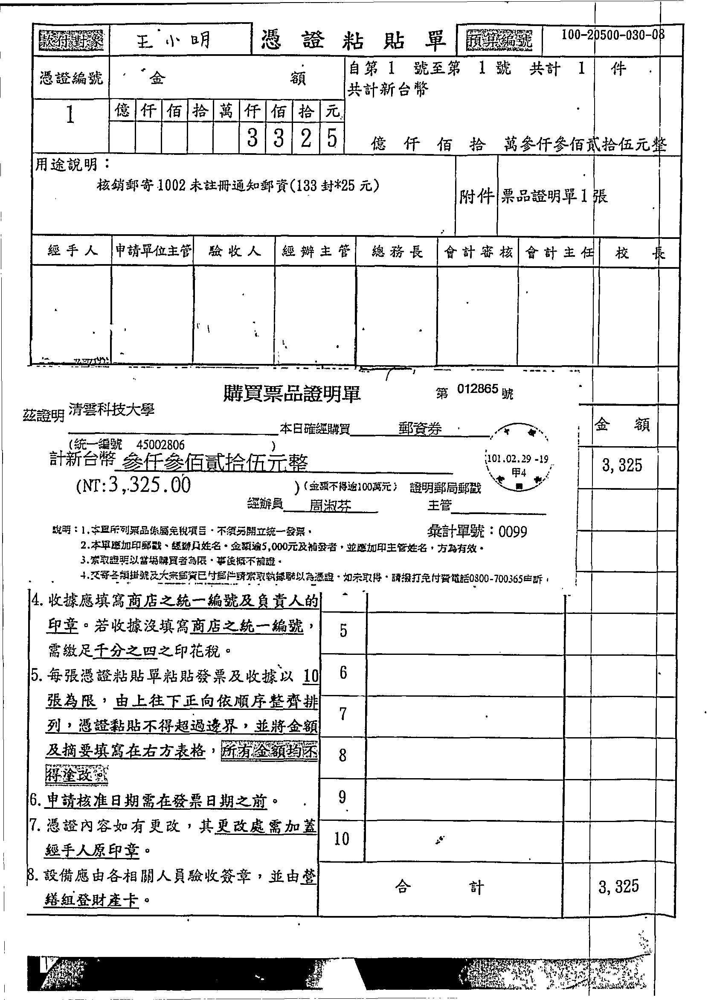 款付對象 王小明 憑證粘貼單 預算編號 100-20500-030-08
憑證編號 金額 自第 1 號至第 1 號 共計 1 件
共計新台幣
1 億 仟 佰 拾 萬 仟 佰 拾 元
3 3 2 5 億 仟 佰 拾 萬參仟參佰貳拾伍元整
用途說明：
核銷郵寄 1002 未註冊通知郵資(133 封*25 元)
附件 票品證明單 1 張
經手人 申請單位主管 驗收人 經辦主管 總務長 會計審核 會計主任 校長
購買票品證明單 第 012865 號
茲證明 清雲科技大學 本日確經購買 郵資券
(統一編號 45002806 )
計新台幣 參仟參佰貳拾伍元整
(NT:3,325.00 ) (金額不得逾100萬元) 證明郵局郵戳
101.02.29 -19
甲4
經辦員 周淑芬 主管
說明：1.本單所列票品係屬免稅項目，不須另開立統一發票。
彙計單號：0099
2.本單應加印郵戳、經辦員姓名。金額逾5,000元及補發者，並應加印主管姓名，方為有效。
3.索取證明以當場購買者為限，事後概不補證。
4.交寄各類掛號及大宗郵資已付郵件請索取執據聯以為憑證，如未取得，請撥打免付費電話0800-700365申訴
金額
3,325
4. 收據應填寫商店之統一編號及負責人的
印章。若收據沒填寫商店之統一編號，
需繳足千分之四之印花稅。
5. 每張憑證粘貼單粘貼發票及收據以 10
張為限，由上往下正向依順序整齊排
列，憑證黏貼不得超過邊界，並將金額
及摘要填寫在右方表格，所有金額均不
得塗改。
6. 申請核准日期需在發票日期之前。
7. 憑證內容如有更改，其更改處需加蓋
經手人原印章。
8. 設備應由各相關人員驗收簽章，並由營
繕組登財產卡。
5
6
7
8
9
10
合計 3,325